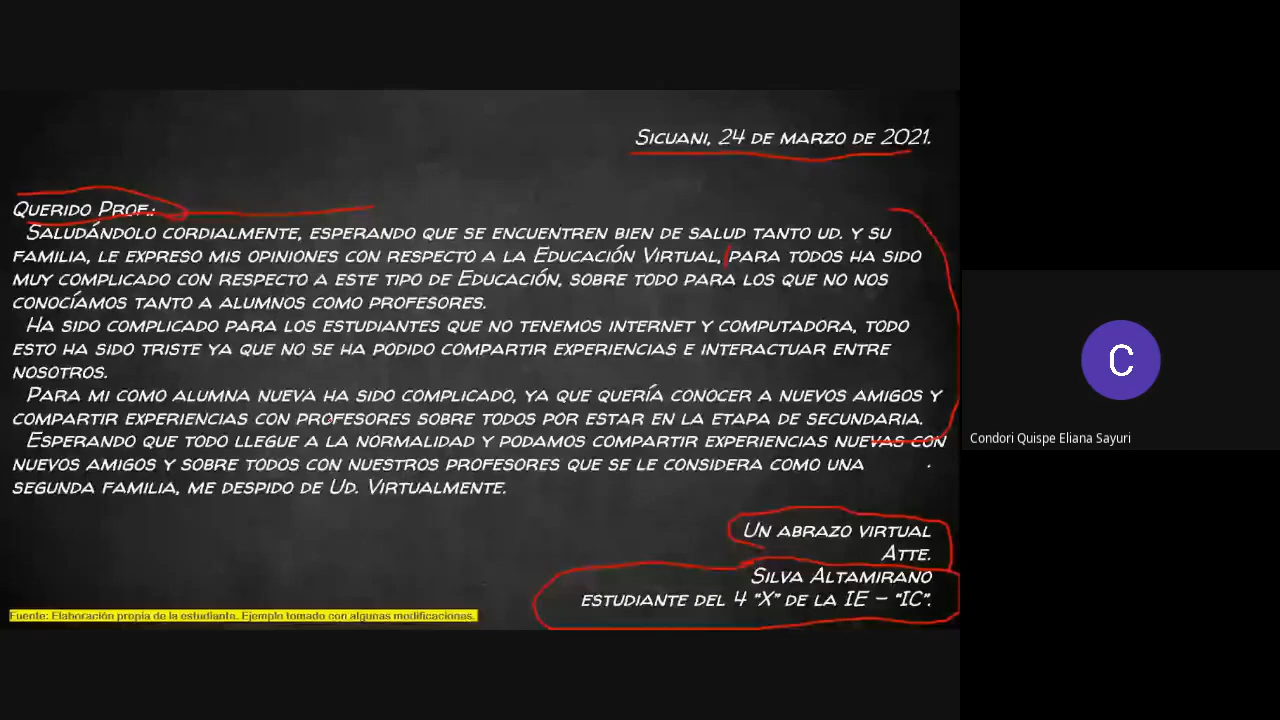 Sicuani, 24 de marzo de 2021.
Querido Prof.:
Saludándolo cordialmente, esperando que se encuentren bien de salud tanto ud. y su
familia, le expreso mis opiniones con respecto a la Educación Virtual, para todos ha sido
muy complicado con respecto a este tipo de Educación, sobre todo para los que no nos
conocíamos tanto a alumnos como profesores.
Ha sido complicado para los estudiantes que no tenemos internet y computadora, todo
esto ha sido triste ya que no se ha podido compartir experiencias e interactuar entre
nosotros.
Para mi como alumna nueva ha sido complicado, ya que quería conocer a nuevos amigos y
compartir experiencias con profesores sobre todos por estar en la etapa de secundaria.
Esperando que todo llegue a la normalidad y podamos compartir experiencias nuevas con
nuevos amigos y sobre todos con nuestros profesores que se le considera como una
segunda familia, me despido de Ud. Virtualmente.
Un abrazo virtual
Atte.
Silva Altamirano
estudiante del 4 "X" de la IE – "IC".
Fuente: Elaboración propia de la estudiante. Ejemplo tomado con algunas modificaciones.
C
Condori Quispe Eliana Sayuri